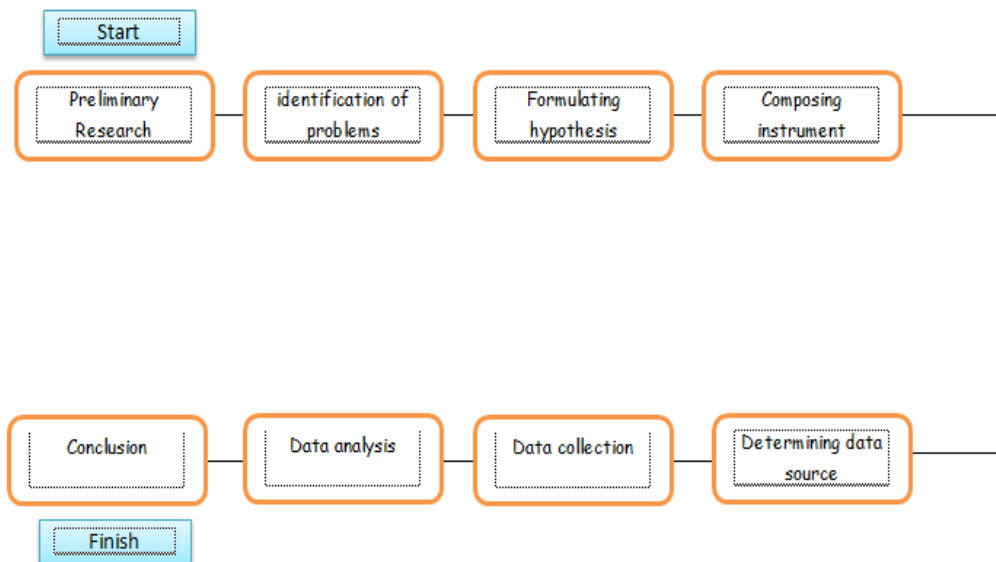 Start
Preliminary
Research
identification of
problems
Formulating
hypothesis
Composing
instrument
Conclusion
Data analysis
Data collection
Determining data
source
Finish